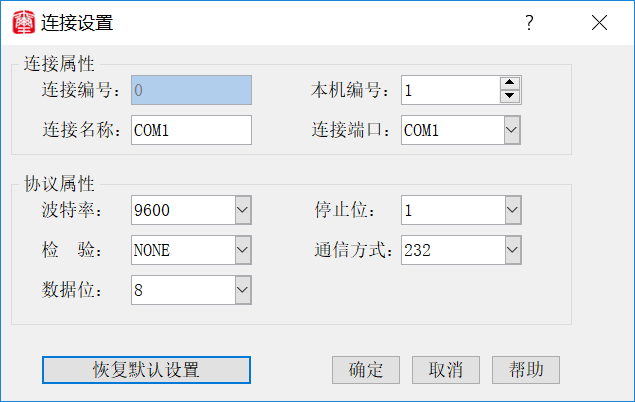 连接设置 ?
连接属性
连接编号: 0 本机编号: 1
连接名称: COM1 连接端口: COM1
协议属性
波特率: 9600 停止位: 1
检 验: NONE 通信方式: 232
数据位: 8
恢复默认设置 确定 取消 帮助